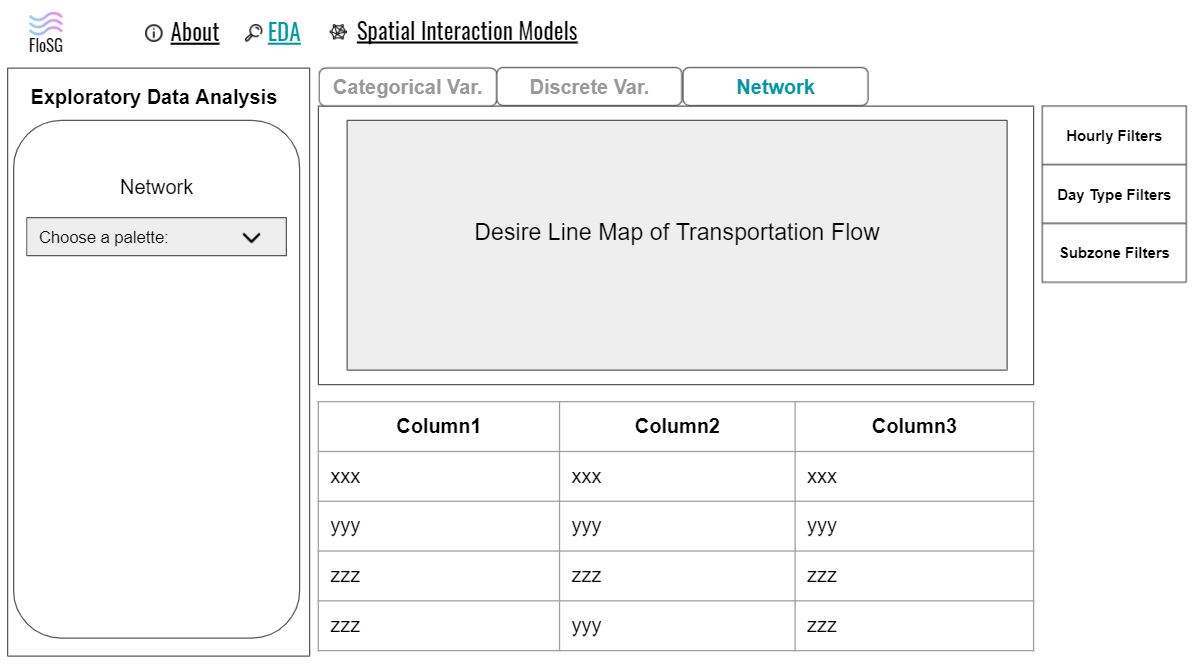 FloSG
About EDA Spatial Interaction Models
Exploratory Data Analysis
Network
Choose a palette:
Categorical Var. Discrete Var. Network
Desire Line Map of Transportation Flow
Hourly Filters
Day Type Filters
Subzone Filters
Column1 Column2 Column3
xxx xxx xxx
yyy yyy yyy
zzz zzz zzz
zzz yyy zzz